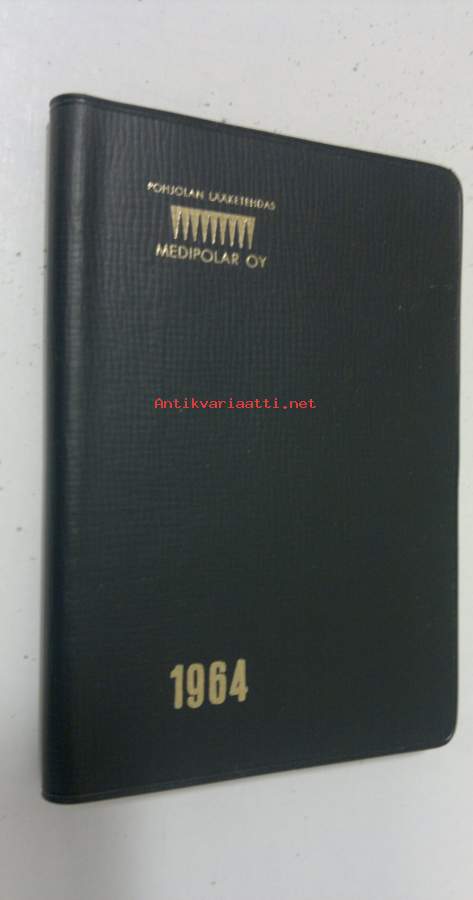 POHJOLAN LÄÄKETEHDAS
MEDIPOLAR OY
Antikvariaatti.net
1964